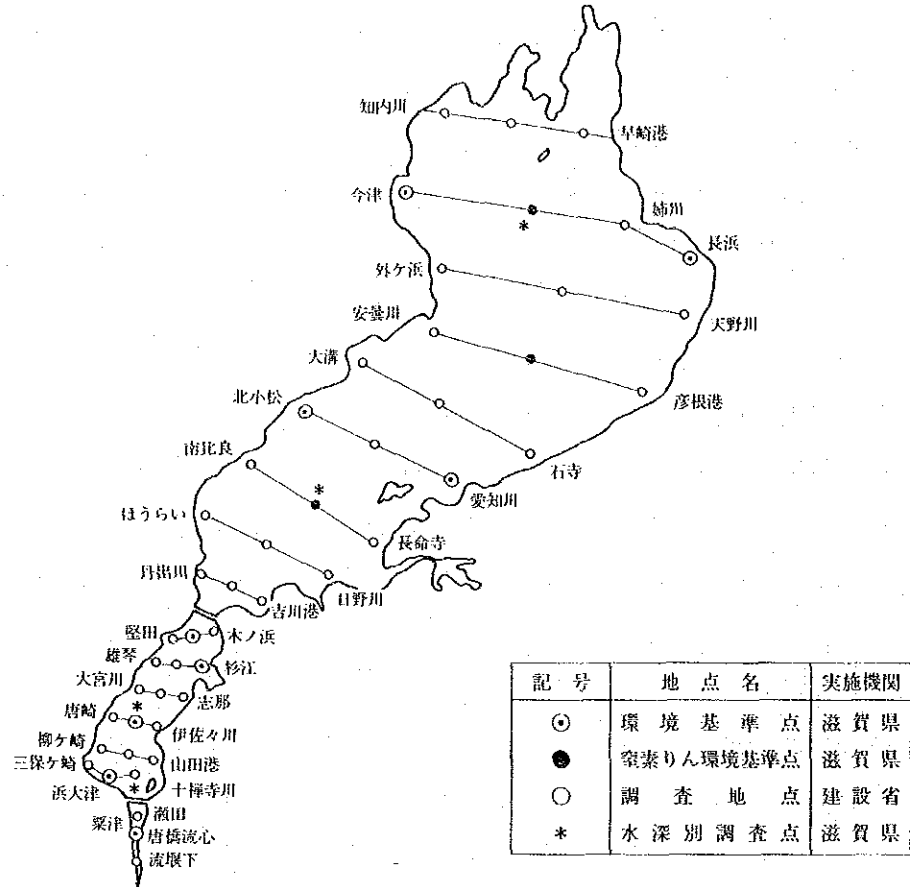 知内川
早崎港
今津
姉川
長浜
外ケ浜
天野川
安曇川
大溝
彦根港
北小松
石寺
南比良
愛知川
ほうらい
長命寺
丹出川
日野川
吉川港
堅田
木ノ浜
雄琴
杉江
大宮川
志那
唐崎
伊佐々川
柳ケ崎
山田港
三保ケ崎
十禅寺川
浜大津
瀬田
粟津
唐橋流心
流堰下
記号 地点名 実施機関
⊙ 環境基準点 滋賀県
● 窒素りん環境基準点 滋賀県
○ 調査地点 建設省
* 水深別調査点 滋賀県